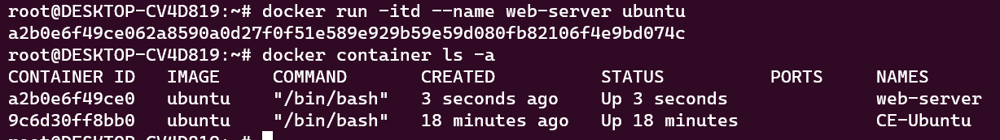 root@DESKTOP-CV4D819:~# docker run -itd --name web-server ubuntu
a2b0e6f49ce062a8590a0d27f0f51e589e929b59e59d080fb82106f4e9bd074c
root@DESKTOP-CV4D819:~# docker container ls -a
CONTAINER ID   IMAGE     COMMAND       CREATED          STATUS          PORTS     NAMES
a2b0e6f49ce0   ubuntu    "/bin/bash"   3 seconds ago    Up 3 seconds              web-server
9c6d30ff8bb0   ubuntu    "/bin/bash"   18 minutes ago   Up 18 minutes             CE-Ubuntu
root@DESKTOP-CV4D819:~#